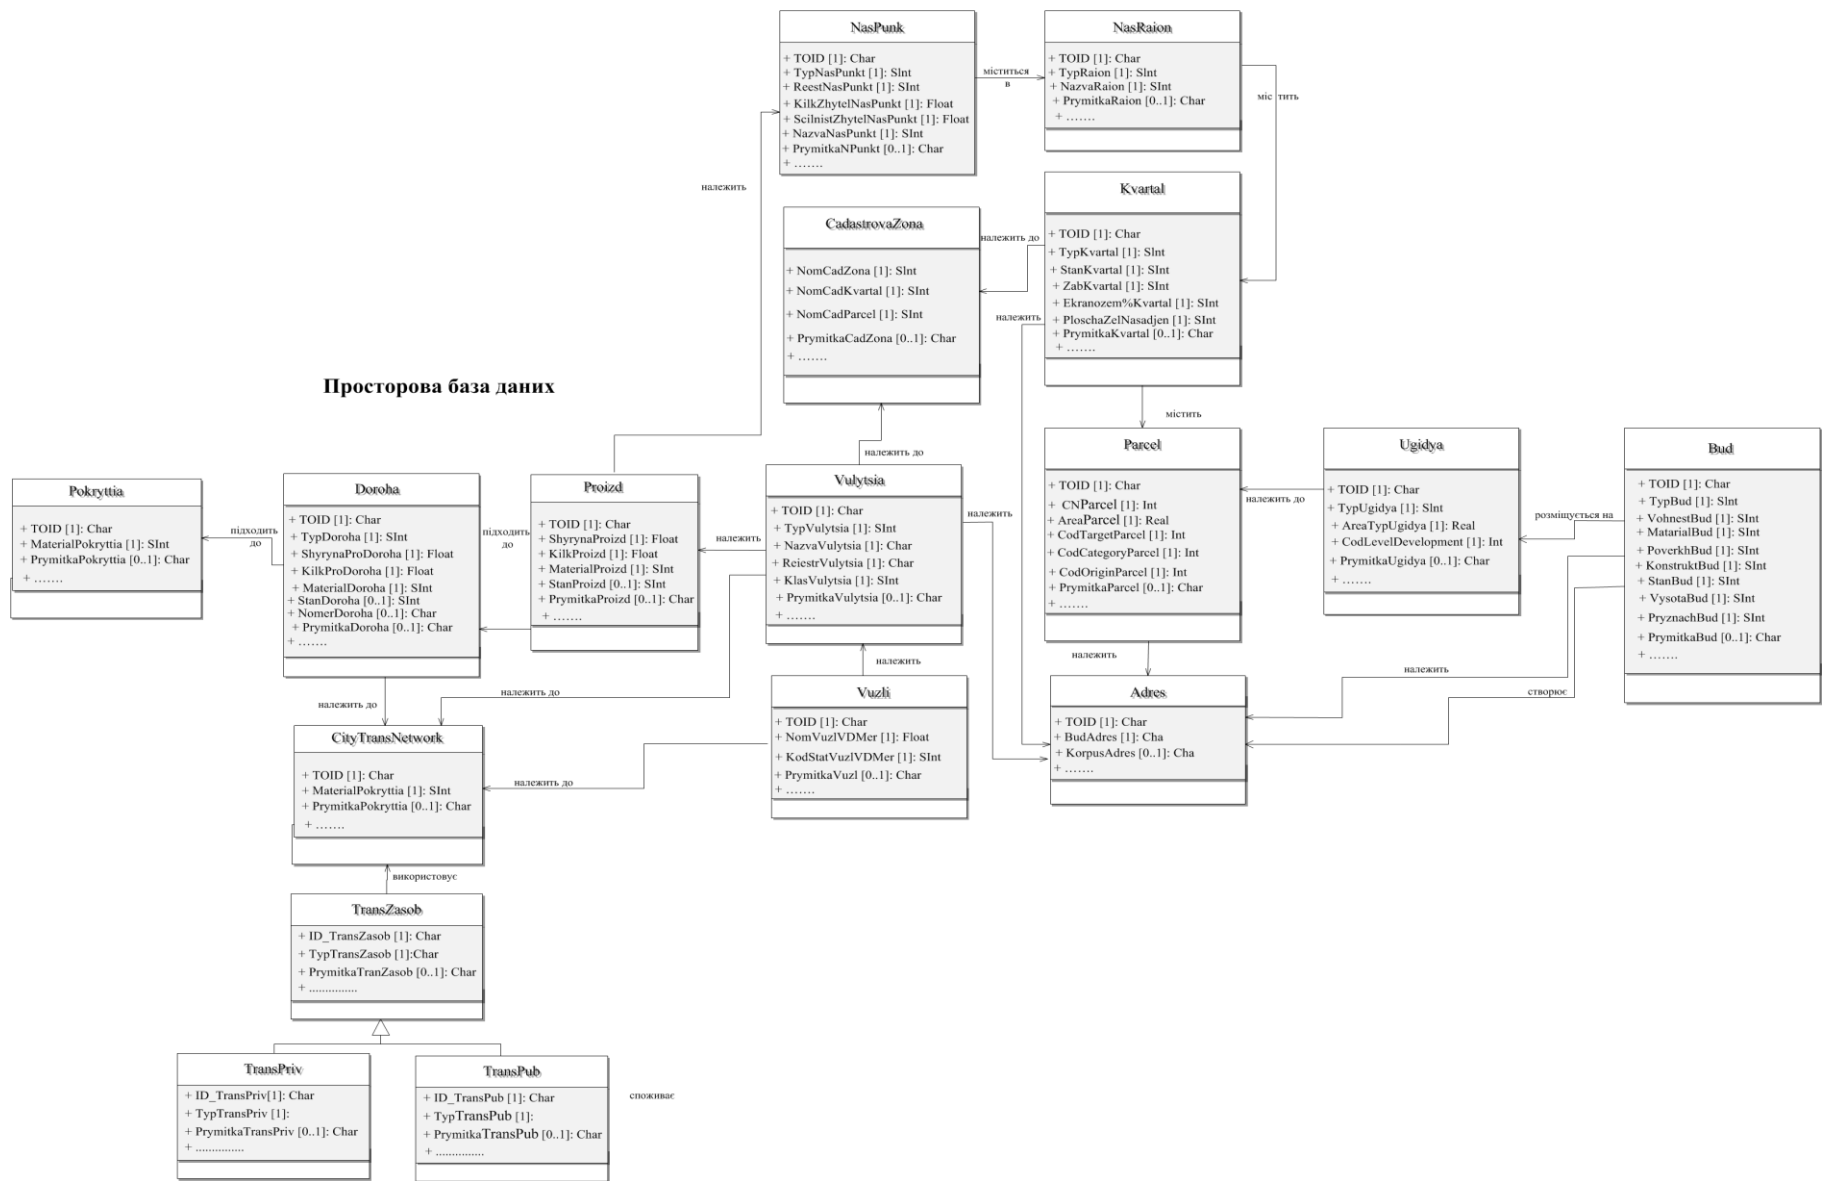 NasPunk
+ TOID [1]: Char
+ TypNasPunkt [1]: SInt
+ ReestNasPunkt [1]: SInt
+ KilkZhytelNasPunkt [1]: Float
+ ScilnistZhytelNasPunkt [1]: Float
+ NazvaNasPunkt [1]: SInt
+ PrymitkaNPunkt [0..1]: Char
+ .......
міститься
в
NasRaion
+ TOID [1]: Char
+ TypRaion [1]: SInt
+ NazvaRaion [1]: SInt
+ PrymitkaRaion [0..1]: Char
+ .......
міс тить
належить
CadastrovaZona
+ NomCadZona [1]: SInt
+ NomCadKvartal [1]: SInt
+ NomCadParcel [1]: SInt
+ PrymitkaCadZona [0..1]: Char
+ .......
належить до
належить
Kvartal
+ TOID [1]: Char
+ TypKvartal [1]: SInt
+ StanKvartal [1]: SInt
+ ZabKvartal [1]: SInt
+ Ekranozem%Kvartal [1]: SInt
+ PloschaZelNasadjen [1]: SInt
+ PrymitkaKvartal [0..1]: Char
+ .......
Просторова база даних
містить
належить до
Pokryttia
+ TOID [1]: Char
+ MaterialPokryttia [1]: SInt
+ PrymitkaPokryttia [0..1]: Char
+ .......
підходить
до
Doroha
+ TOID [1]: Char
+ TypDoroha [1]: SInt
+ ShyrynaProDoroha [1]: Float
+ KilkProDoroha [1]: Float
+ MaterialDoroha [1]: SInt
+ StanDoroha [0..1]: SInt
+ NomerDoroha [0..1]: Char
+ PrymitkaDoroha [0..1]: Char
+ .......
підходить
до
Proizd
+ TOID [1]: Char
+ ShyrynaProizd [1]: Float
+ KilkProizd [1]: Float
+ MaterialProizd [1]: SInt
+ StanProizd [0..1]: SInt
+ PrymitkaProizd [0..1]: Char
+ .......
належить
Vulytsia
+ TOID [1]: Char
+ TypVulytsia [1]: SInt
+ NazvaVulytsia [1]: Char
+ ReiestrVulytsia [1]: Char
+ KlasVulytsia [1]: SInt
+ PrymitkaVulytsia [0..1]: Char
+ .......
належить
Parcel
+ TOID [1]: Char
+ CNParcel [1]: Int
+ AreaParcel [1]: Real
+ CodTargetParcel [1]: Int
+ CodCategoryParcel [1]: Int
+ CodOriginParcel [1]: Int
+ PrymitkaParcel [0..1]: Char
+ .......
належить до
Ugidya
+ TOID [1]: Char
+ TypUgidya [1]: SInt
+ AreaTypUgidya [1]: Real
+ CodLevelDevelopment [1]: Int
+ PrymitkaUgidya [0..1]: Char
+ .......
розміщується на
Bud
+ TOID [1]: Char
+ TypBud [1]: SInt
+ VohnestBud [1]: SInt
+ MatarialBud [1]: SInt
+ PoverkhBud [1]: SInt
+ KonstruktBud [1]: SInt
+ StanBud [1]: SInt
+ VysotaBud [1]: SInt
+ PryznachBud [1]: SInt
+ PrymitkaBud [0..1]: Char
+ .......
належить до
належить до
належить
належить
належить
створює
CityTransNetwork
+ TOID [1]: Char
+ MaterialPokryttia [1]: SInt
+ PrymitkaPokryttia [0..1]: Char
+ .......
належить до
Vuzli
+ TOID [1]: Char
+ NomVuzlVDMer [1]: Float
+ KodStatVuzlVDMer [1]: SInt
+ PrymitkaVuzl [0..1]: Char
+ .......
Adres
+ TOID [1]: Char
+ BudAdres [1]: Cha
+ KorpusAdres [0..1]: Cha
+ .......
використовує
TransZasob
+ ID_TransZasob [1]: Char
+ TypTransZasob [1]:Char
+ PrymitkaTranZasob [0..1]: Char
+ ...............
TransPriv
+ ID_TransPriv[1]: Char
+ TypTransPriv [1]:
+ PrymitkaTransPriv [0..1]: Char
+ ...............
TransPub
+ ID_TransPub [1]: Char
+ TypTransPub [1]:
+ PrymitkaTransPub [0..1]: Char
+ ...............
споживає